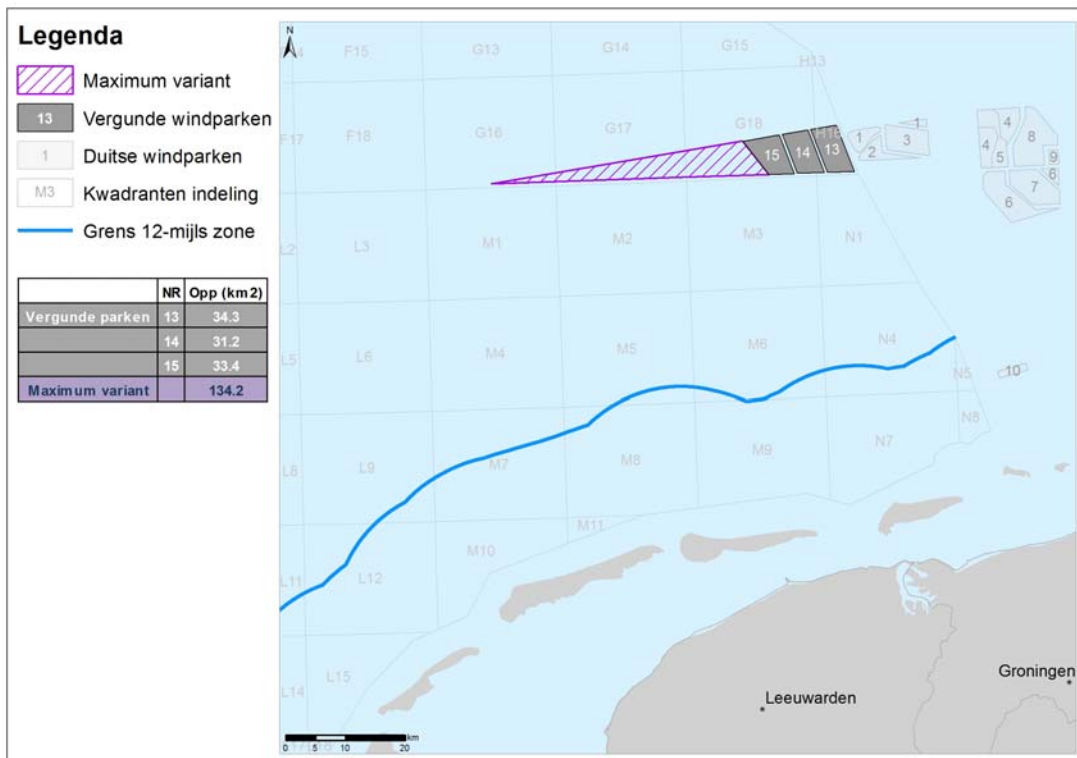 Legenda
Maximum variant
13 Vergunde windparken
1 Duitse windparken
M3 Kwadranten indeling
Grens 12-mijls zone
NR Opp (km2)
Vergunde parken 13 34.3
14 31.2
15 33.4
Maximum variant 134.2
N
F15 G13 G14 G15
H13
F17 F18 G16 G17 G18 H16
15 14 13
1 2 3 1
4 8
4 5 9
6
7
6
L2 L3 M1 M2 M3 N1
L5 L6 M4 M5 M6 N4
N5 10
N8
L8 L9 M7 M8 M9 N7
M11
M10
L11 L12
L14 L15
Groningen
Leeuwarden
km
0 5 10 20